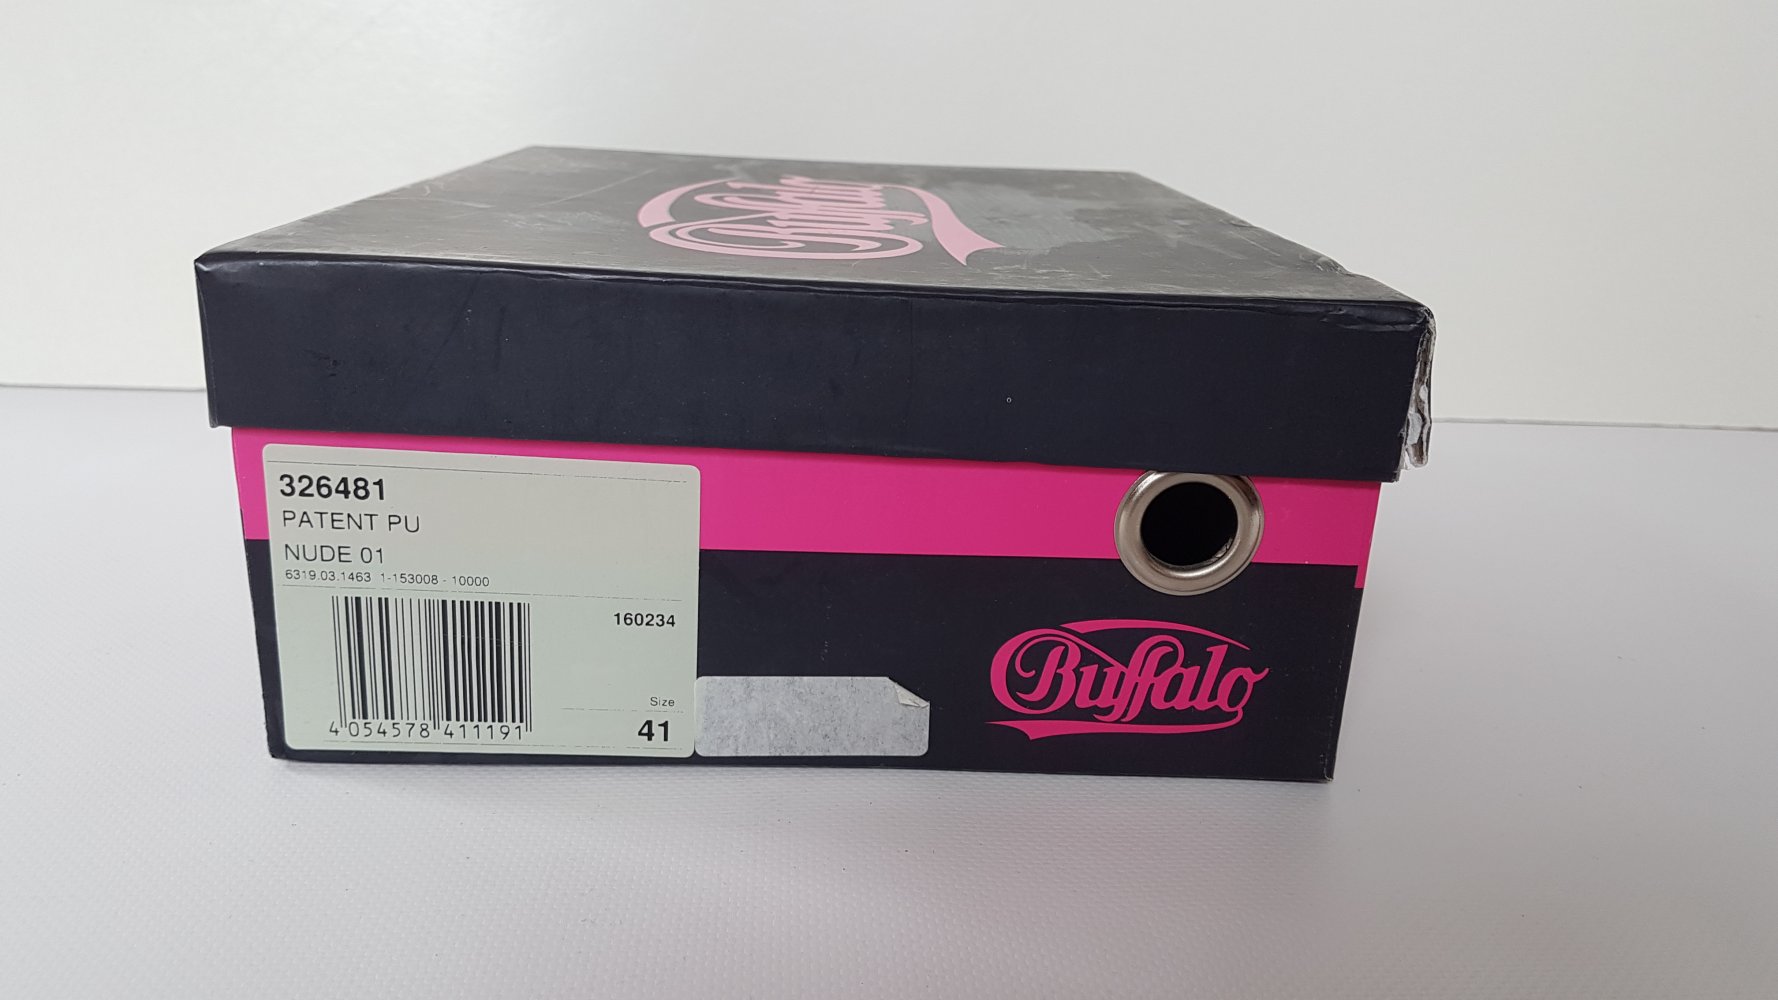 Buffalo
326481
PATENT PU
NUDE 01
6319.03.1463 1-153008 - 10000
160234
Size
41
4 054578 411191
Buffalo